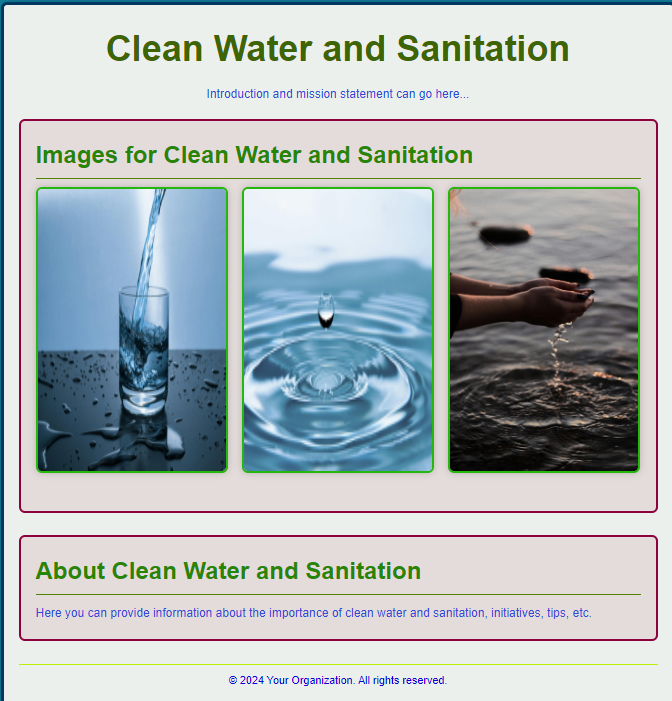 Clean Water and Sanitation
Introduction and mission statement can go here...
Images for Clean Water and Sanitation
About Clean Water and Sanitation
Here you can provide information about the importance of clean water and sanitation, initiatives, tips, etc.
© 2024 Your Organization. All rights reserved.